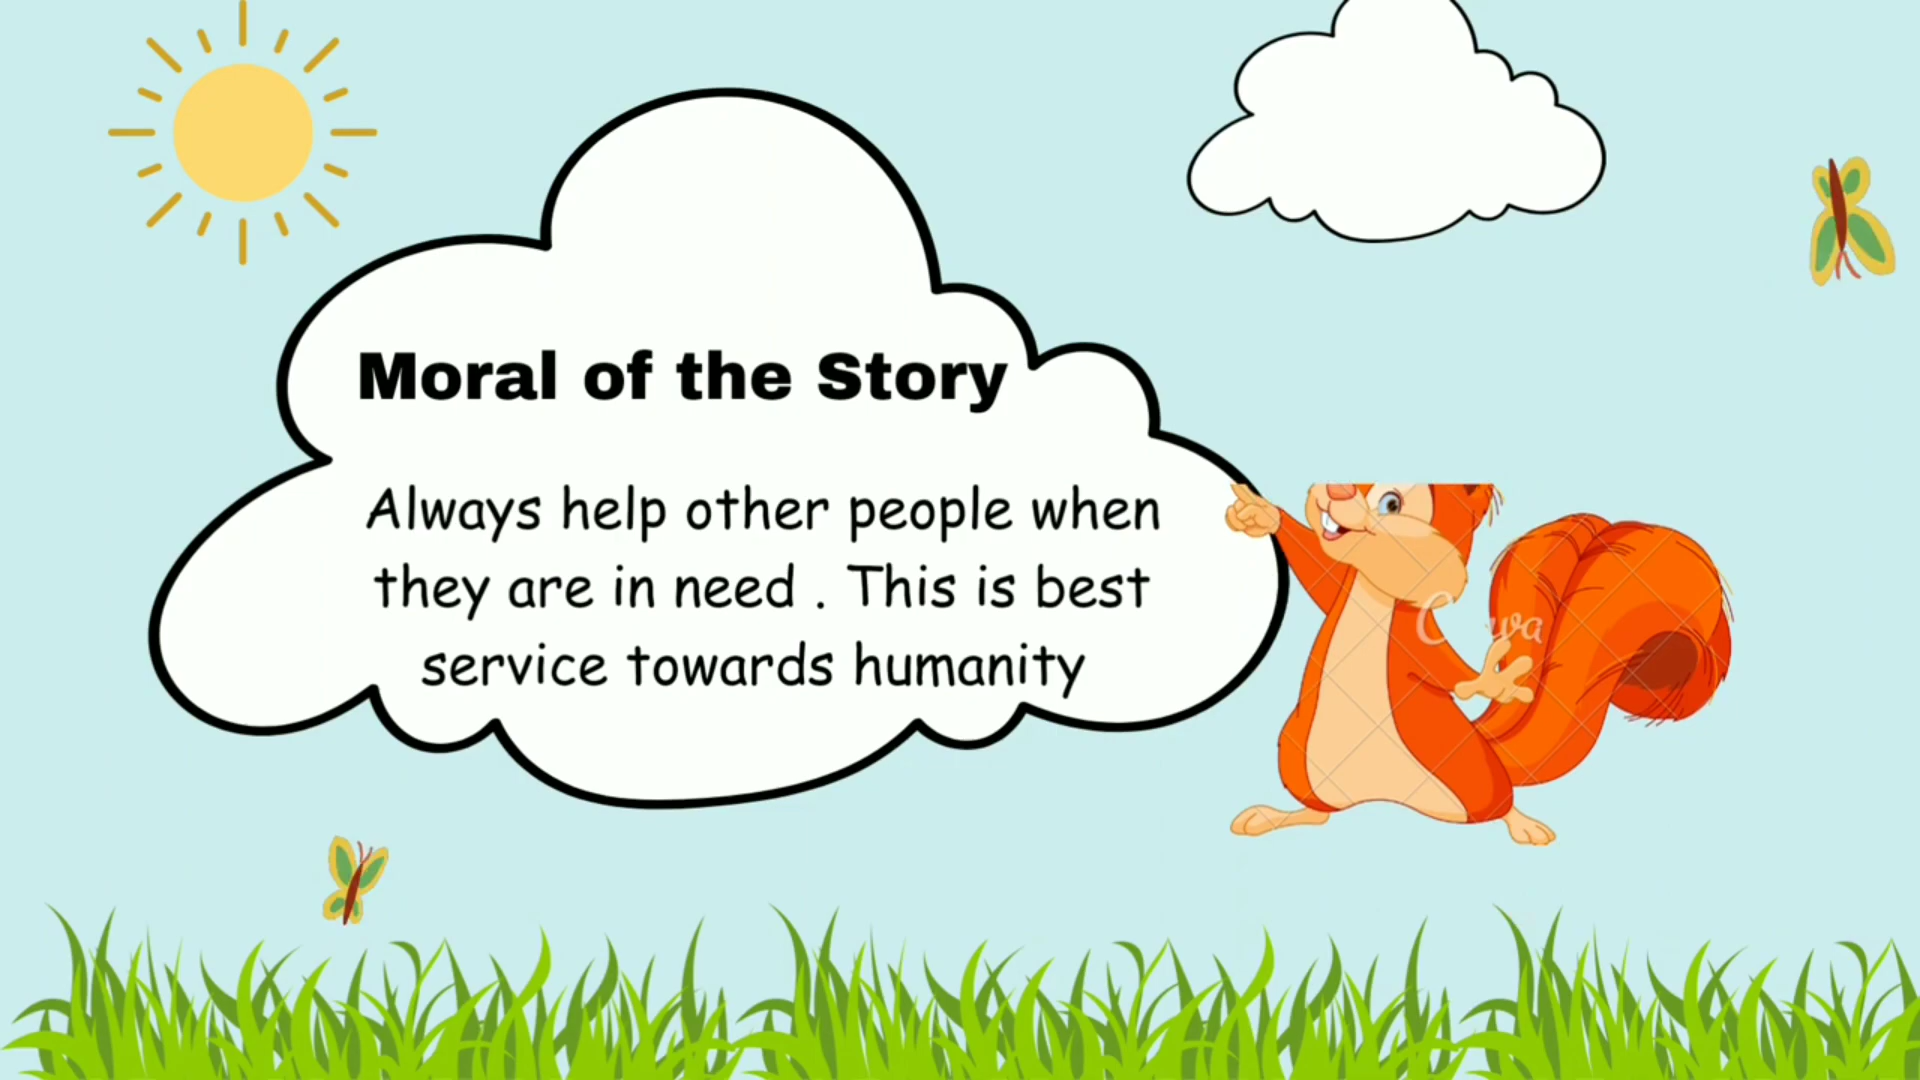 Moral of the Story
Always help other people when
they are in need . This is best
service towards humanity